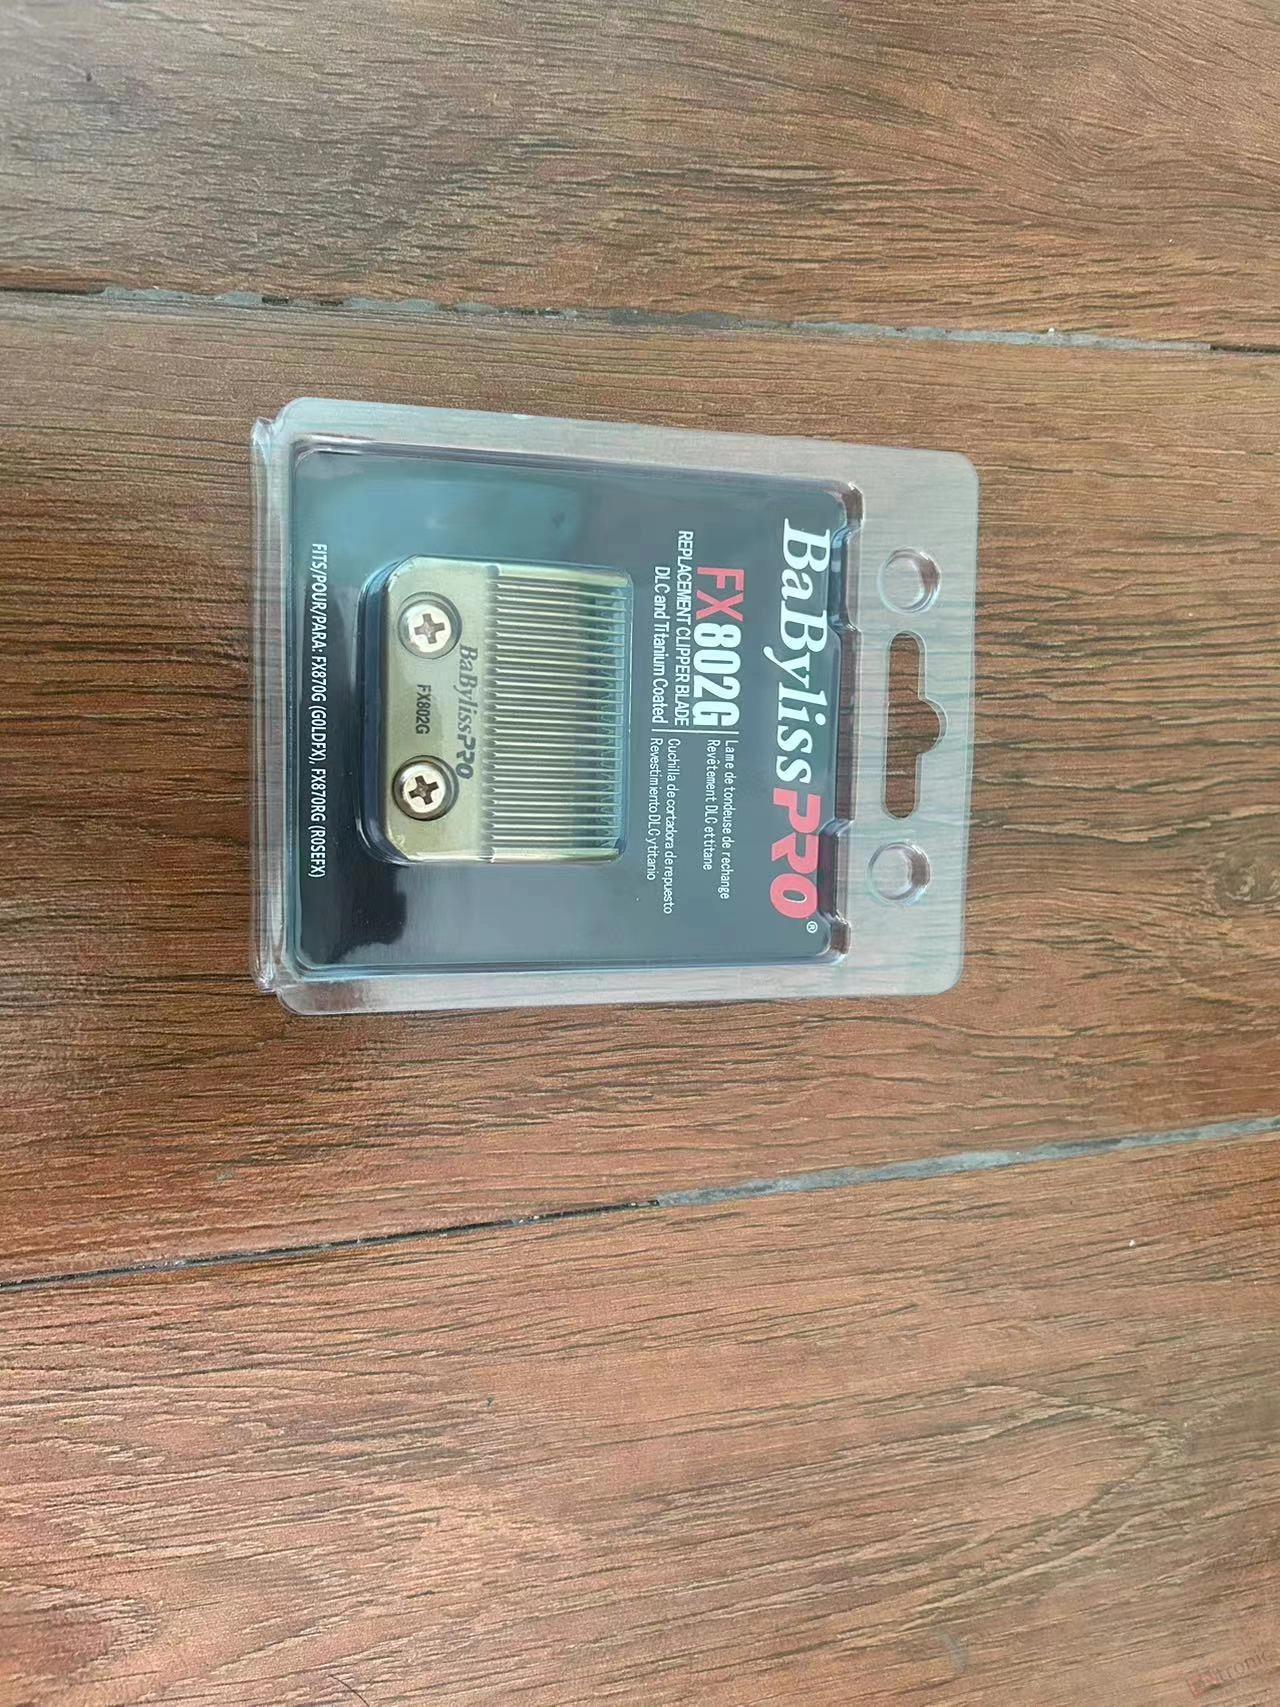 BaBylissPRO®
FX802G
REPLACEMENT CLIPPER BLADE
DLC and Titanium Coated
Lame de tondeuse de rechange
Revêtement DLC et titane
Cuchilla de cortadora de repuesto
Revestimiento DLC y titanio
BaBylissPRO
FX802G
FITS/POUR/PARA: FX870G (GOLDFX), FX870RG (ROSEFX)